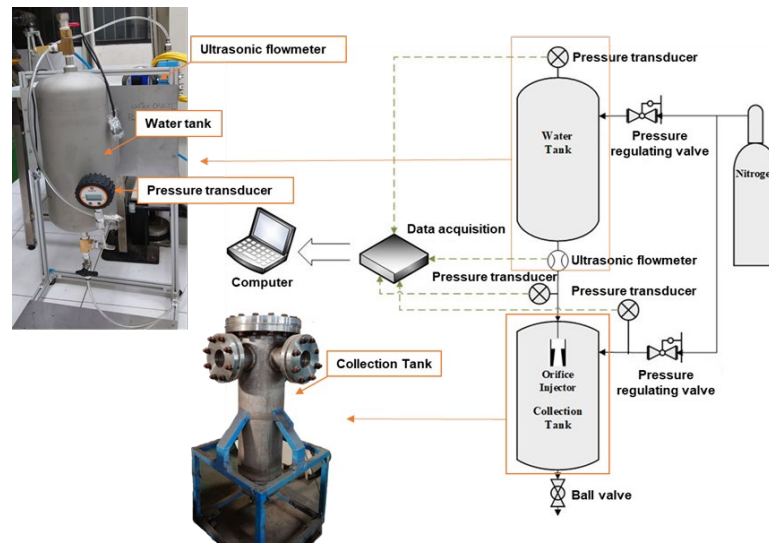 Ultrasonic flowmeter
Water tank
Pressure transducer
Pressure transducer
Water
Tank
Pressure
regulating valve
Nitroge
Data acquisition
Computer
Ultrasonic flowmeter
Pressure transducer
Pressure transducer
Orifice
Injector
Collection
Tank
Pressure
regulating valve
Collection Tank
Ball valve